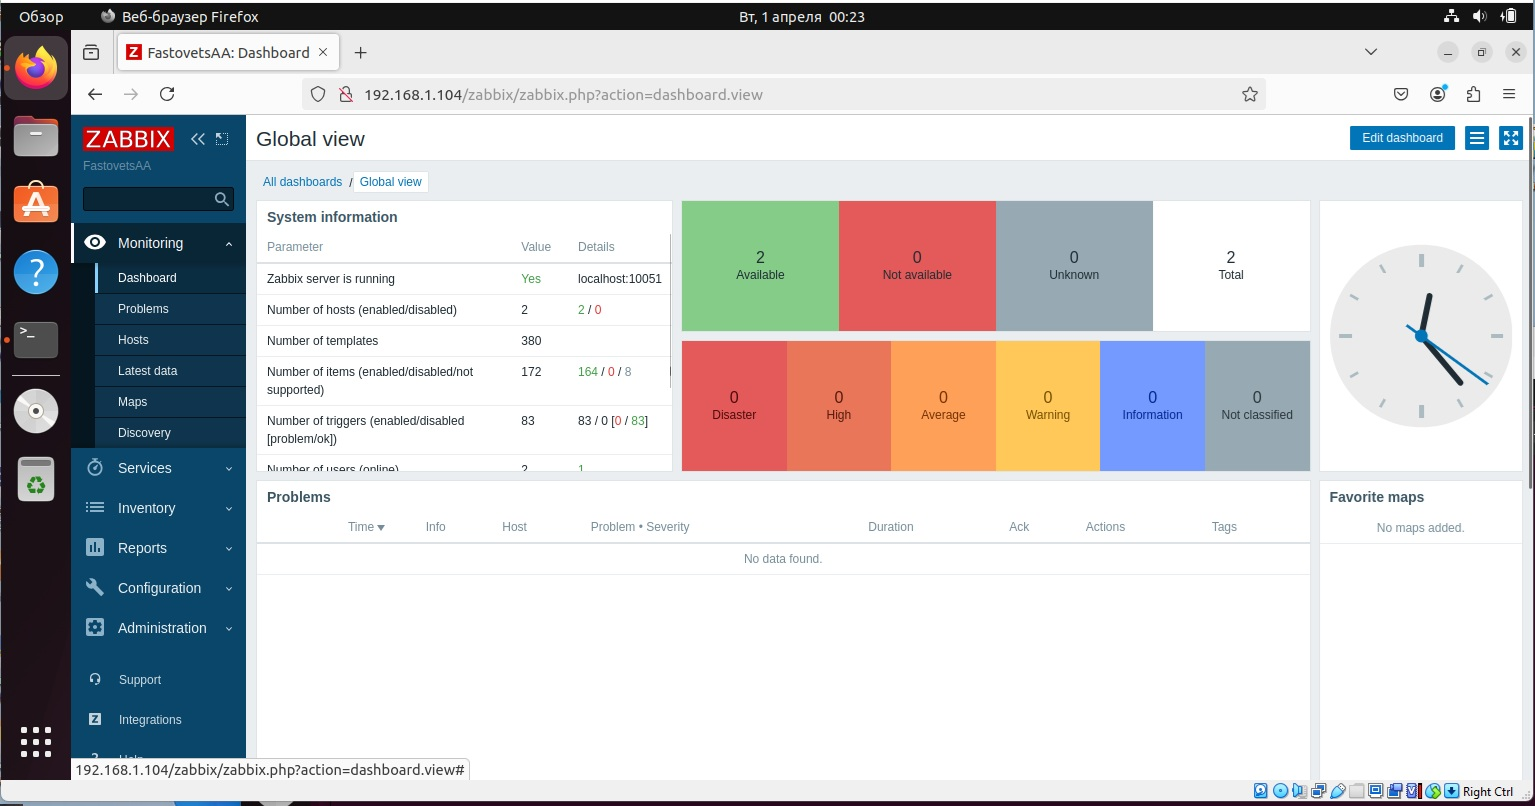 Обзор Веб-браузер Firefox Вт, 1 апреля 00:23
FastovetsAA: Dashboard
192.168.1.104/zabbix/zabbix.php?action=dashboard.view
ZABBIX
FastovetsAA
Monitoring
Dashboard
Problems
Hosts
Latest data
Maps
Discovery
Services
Inventory
Reports
Configuration
Administration
Support
Integrations
Help
Global view
Edit dashboard
All dashboards / Global view
System information
Parameter Value Details
Zabbix server is running Yes localhost:10051
Number of hosts (enabled/disabled) 2 2 / 0
Number of templates 380
Number of items (enabled/disabled/not supported) 172 164 / 0 / 8
Number of triggers (enabled/disabled [problem/ok]) 83 83 / 0 [0 / 83]
Number of users (online) 2 1
2 0 0 2
Available Not available Unknown Total
0 0 0 0 0 0
Disaster High Average Warning Information Not classified
Problems
Time Info Host Problem • Severity Duration Ack Actions Tags
No data found.
Favorite maps
No maps added.
192.168.1.104/zabbix/zabbix.php?action=dashboard.view#
Right Ctrl